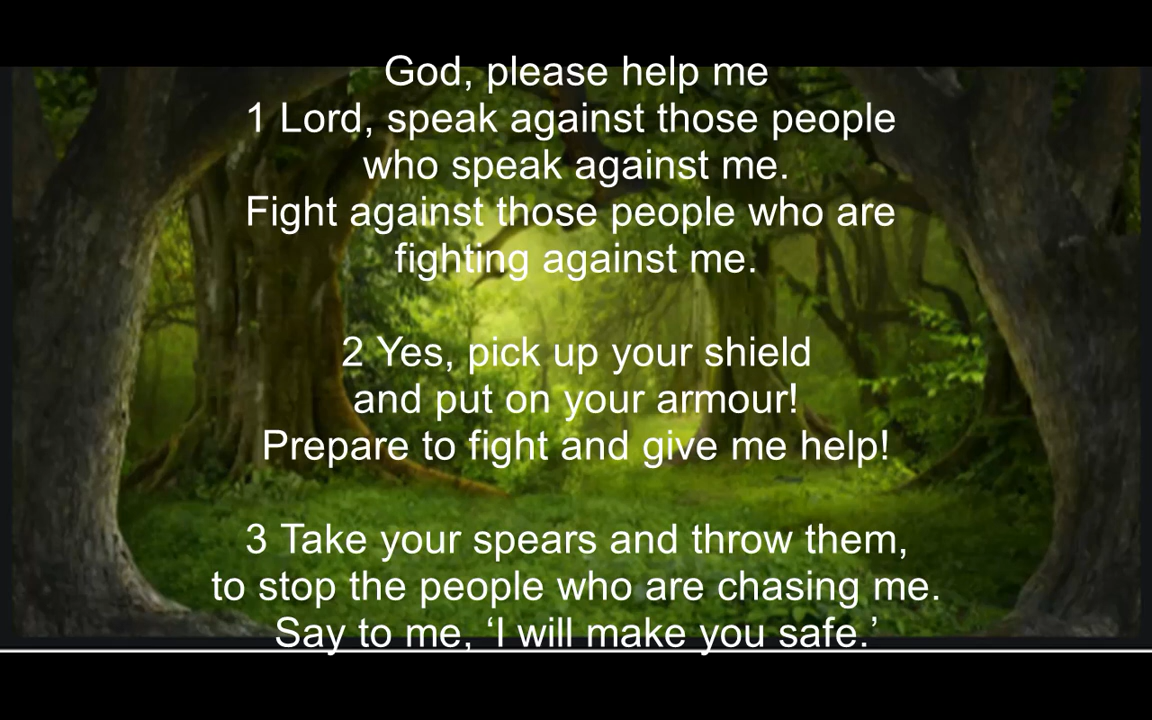 God, please help me
1 Lord, speak against those people
who speak against me.
Fight against those people who are
fighting against me.
2 Yes, pick up your shield
and put on your armour!
Prepare to fight and give me help!
3 Take your spears and throw them,
to stop the people who are chasing me.
Say to me, ‘I will make you safe.’